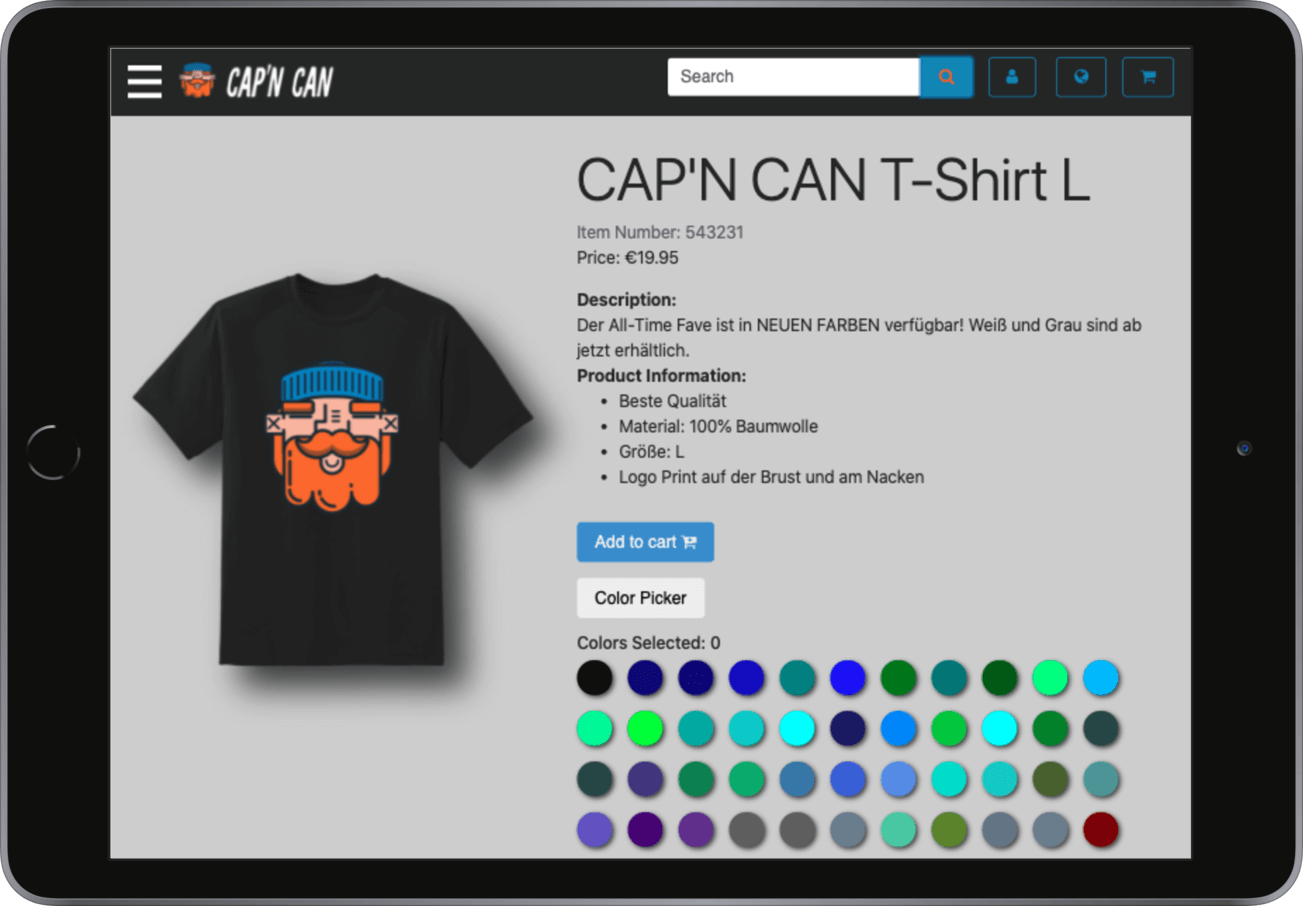 CAP'N CAN
Search
CAP'N CAN T-Shirt L
Item Number: 543231
Price: €19.95
Description:
Der All-Time Fave ist in NEUEN FARBEN verfügbar! Weiß und Grau sind ab
jetzt erhältlich.
Product Information:
• Beste Qualität
• Material: 100% Baumwolle
• Größe: L
• Logo Print auf der Brust und am Nacken
Add to cart
Color Picker
Colors Selected: 0